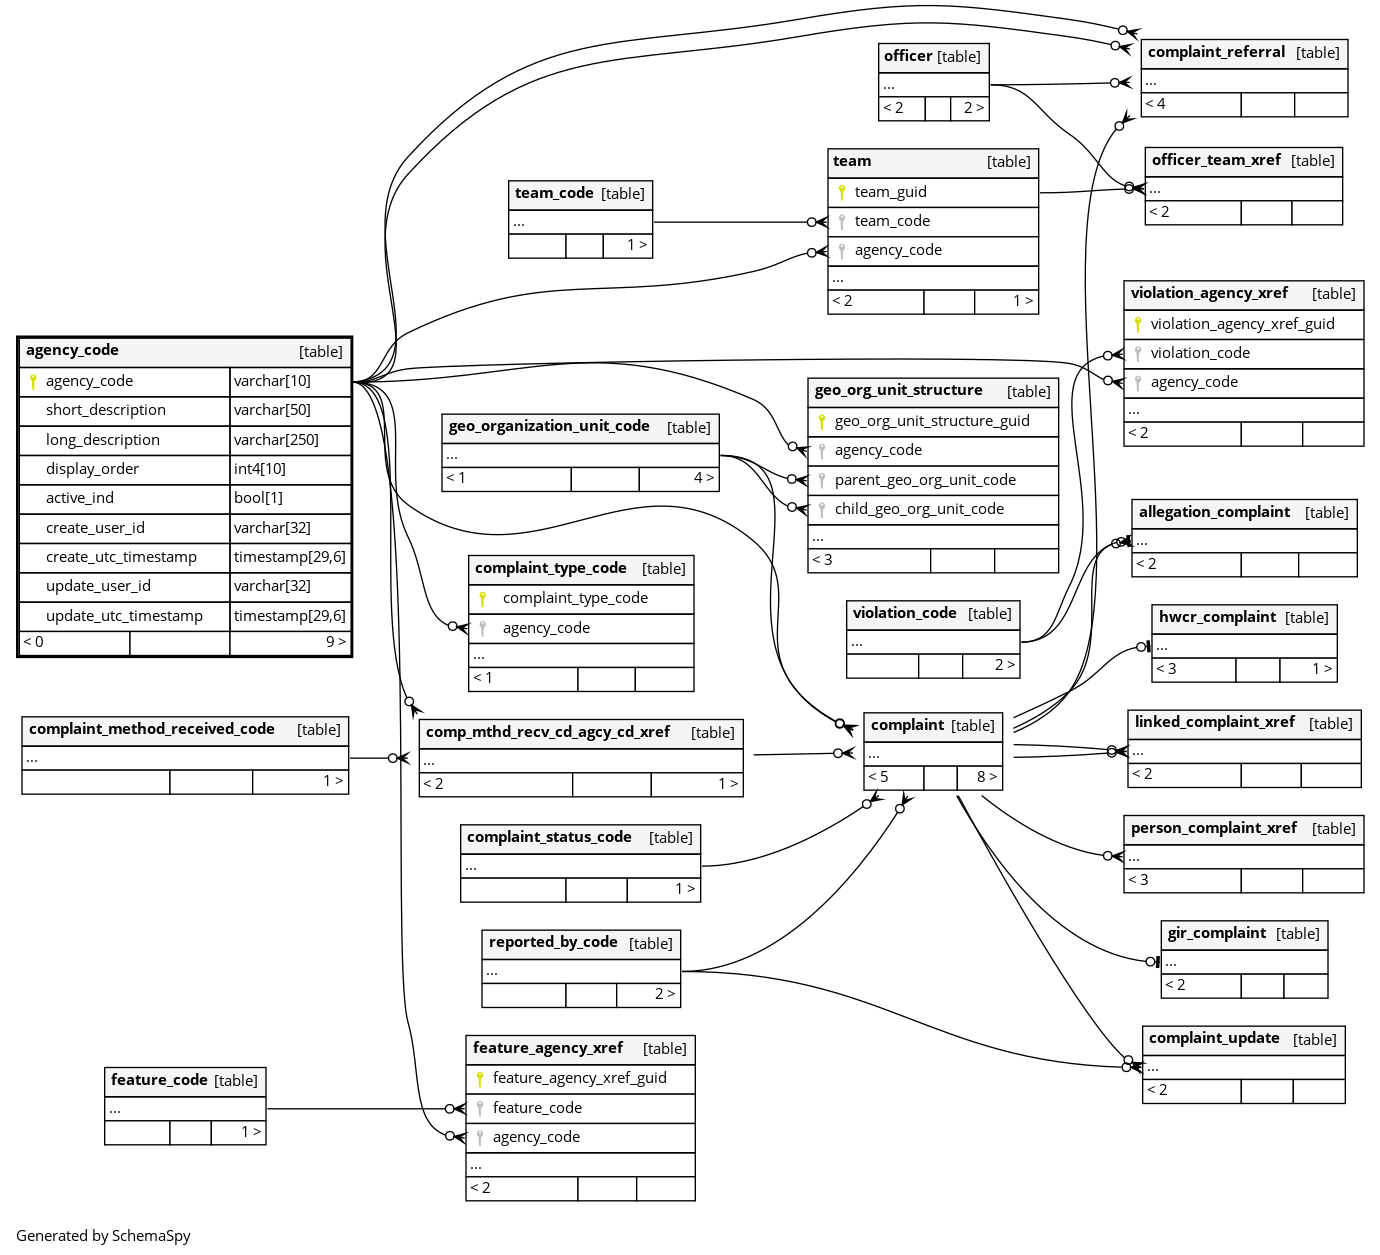 complaint_referral [table]
...
< 4
officer [table]
...
< 2 2 >
officer_team_xref [table]
...
< 2
team [table]
team_guid
team_code
agency_code
...
< 2 1 >
team_code [table]
...
1 >
violation_agency_xref [table]
violation_agency_xref_guid
violation_code
agency_code
...
< 2
agency_code [table]
agency_code varchar[10]
short_description varchar[50]
long_description varchar[250]
display_order int4[10]
active_ind bool[1]
create_user_id varchar[32]
create_utc_timestamp timestamp[29,6]
update_user_id varchar[32]
update_utc_timestamp timestamp[29,6]
< 0 9 >
geo_org_unit_structure [table]
geo_org_unit_structure_guid
agency_code
parent_geo_org_unit_code
child_geo_org_unit_code
...
< 3
geo_organization_unit_code [table]
...
< 1 4 >
allegation_complaint [table]
...
< 2
complaint_type_code [table]
complaint_type_code
agency_code
...
< 1
violation_code [table]
...
2 >
hwcr_complaint [table]
...
< 3 1 >
complaint_method_received_code [table]
...
1 >
comp_mthd_recv_cd_agcy_cd_xref [table]
...
< 2 1 >
complaint [table]
...
< 5 8 >
linked_complaint_xref [table]
...
< 2
complaint_status_code [table]
...
1 >
person_complaint_xref [table]
...
< 3
reported_by_code [table]
...
2 >
gir_complaint [table]
...
< 2
feature_agency_xref [table]
feature_agency_xref_guid
feature_code
agency_code
...
< 2
complaint_update [table]
...
< 2
feature_code [table]
...
1 >
Generated by SchemaSpy